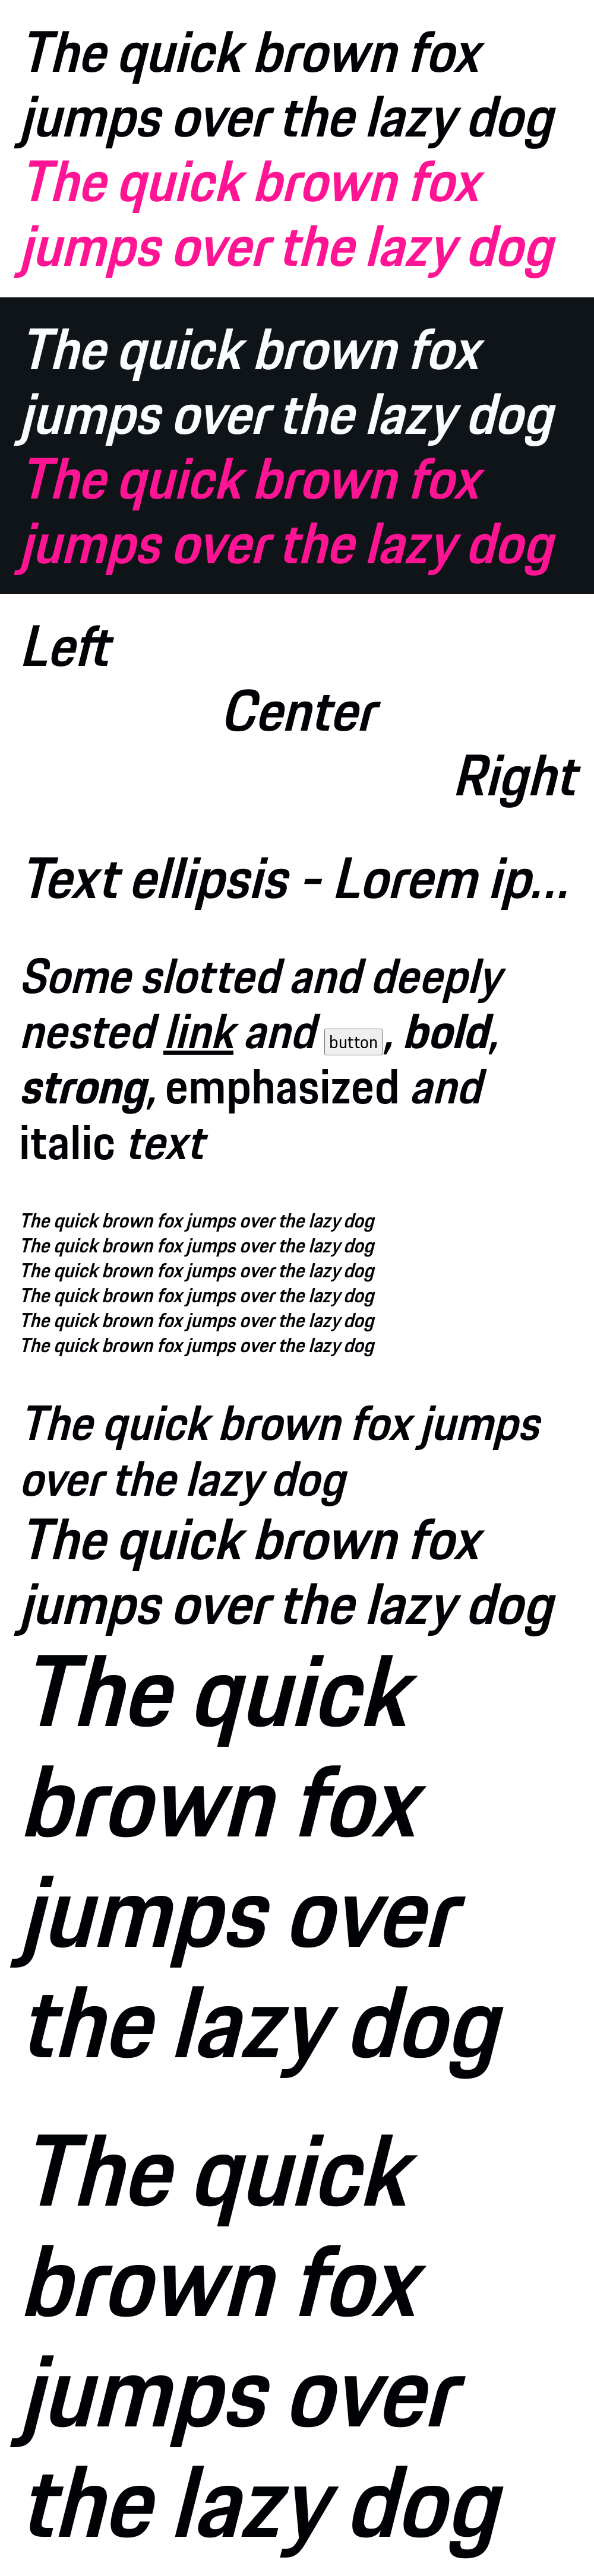 The quick brown fox
jumps over the lazy dog
The quick brown fox
jumps over the lazy dog
The quick brown fox
jumps over the lazy dog
The quick brown fox
jumps over the lazy dog
Left
Center
Right
Text ellipsis - Lorem ip...
Some slotted and deeply
nested link and button, bold,
strong, emphasized and
italic text
The quick brown fox jumps over the lazy dog
The quick brown fox jumps over the lazy dog
The quick brown fox jumps over the lazy dog
The quick brown fox jumps over the lazy dog
The quick brown fox jumps over the lazy dog
The quick brown fox jumps over the lazy dog
The quick brown fox jumps
over the lazy dog
The quick brown fox
jumps over the lazy dog
The quick
brown fox
jumps over
the lazy dog
The quick
brown fox
jumps over
the lazy dog